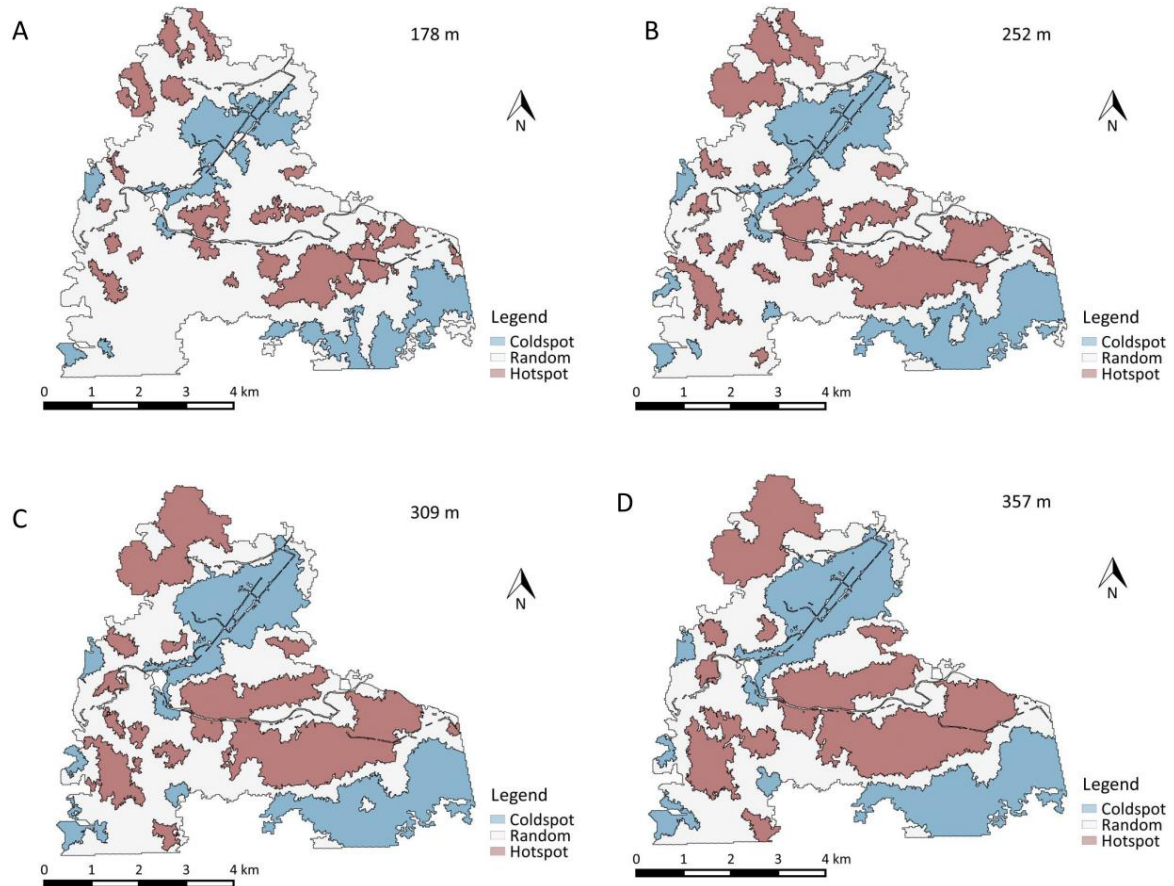 A
178 m
N
Legend
Coldspot
Random
Hotspot
0 1 2 3 4 km
B
252 m
N
Legend
Coldspot
Random
Hotspot
0 1 2 3 4 km
C
309 m
N
Legend
Coldspot
Random
Hotspot
0 1 2 3 4 km
D
357 m
N
Legend
Coldspot
Random
Hotspot
0 1 2 3 4 km